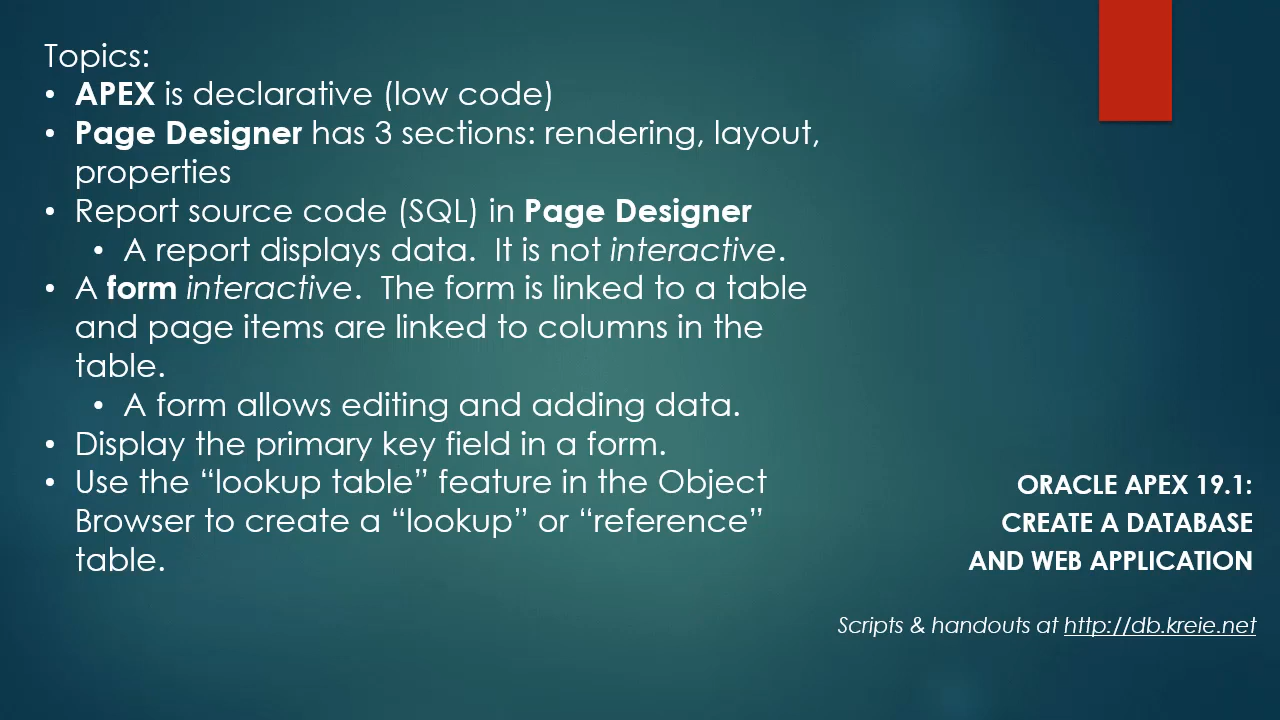 Topics:
• APEX is declarative (low code)
• Page Designer has 3 sections: rendering, layout,
properties
• Report source code (SQL) in Page Designer
• A report displays data.  It is not interactive.
• A form interactive.  The form is linked to a table
and page items are linked to columns in the
table.
• A form allows editing and adding data.
• Display the primary key field in a form.
• Use the “lookup table” feature in the Object
Browser to create a “lookup” or “reference”
table.
ORACLE APEX 19.1:
CREATE A DATABASE
AND WEB APPLICATION
Scripts & handouts at http://db.kreie.net